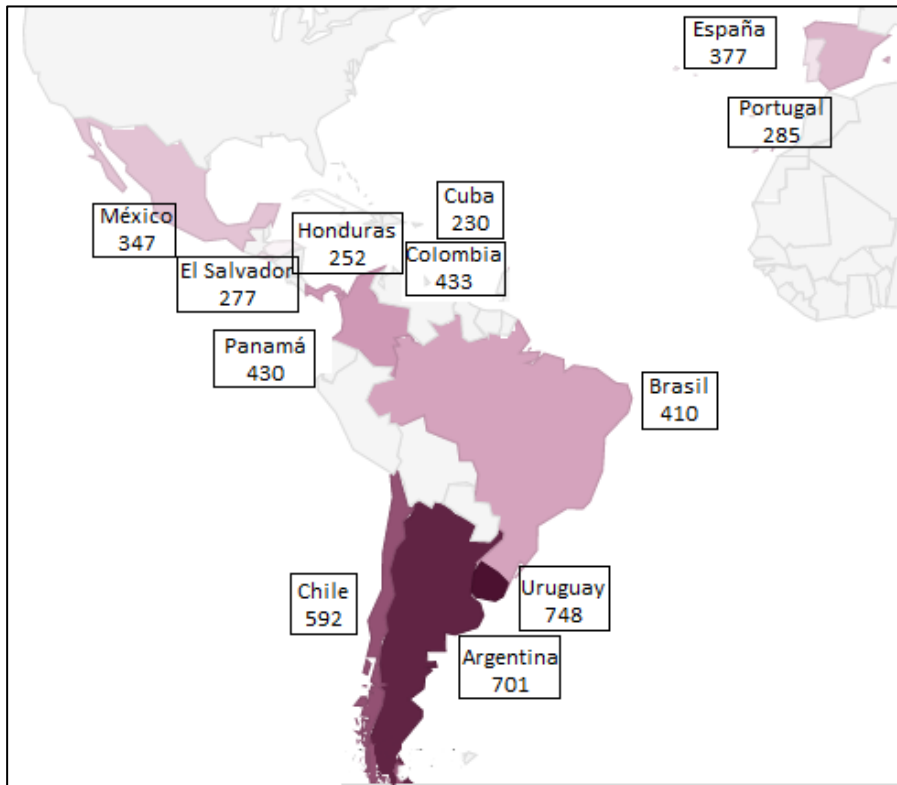 España
377
Portugal
285
Cuba
230
México
347
Honduras
252
Colombia
433
El Salvador
277
Panamá
430
Brasil
410
Chile
592
Uruguay
748
Argentina
701